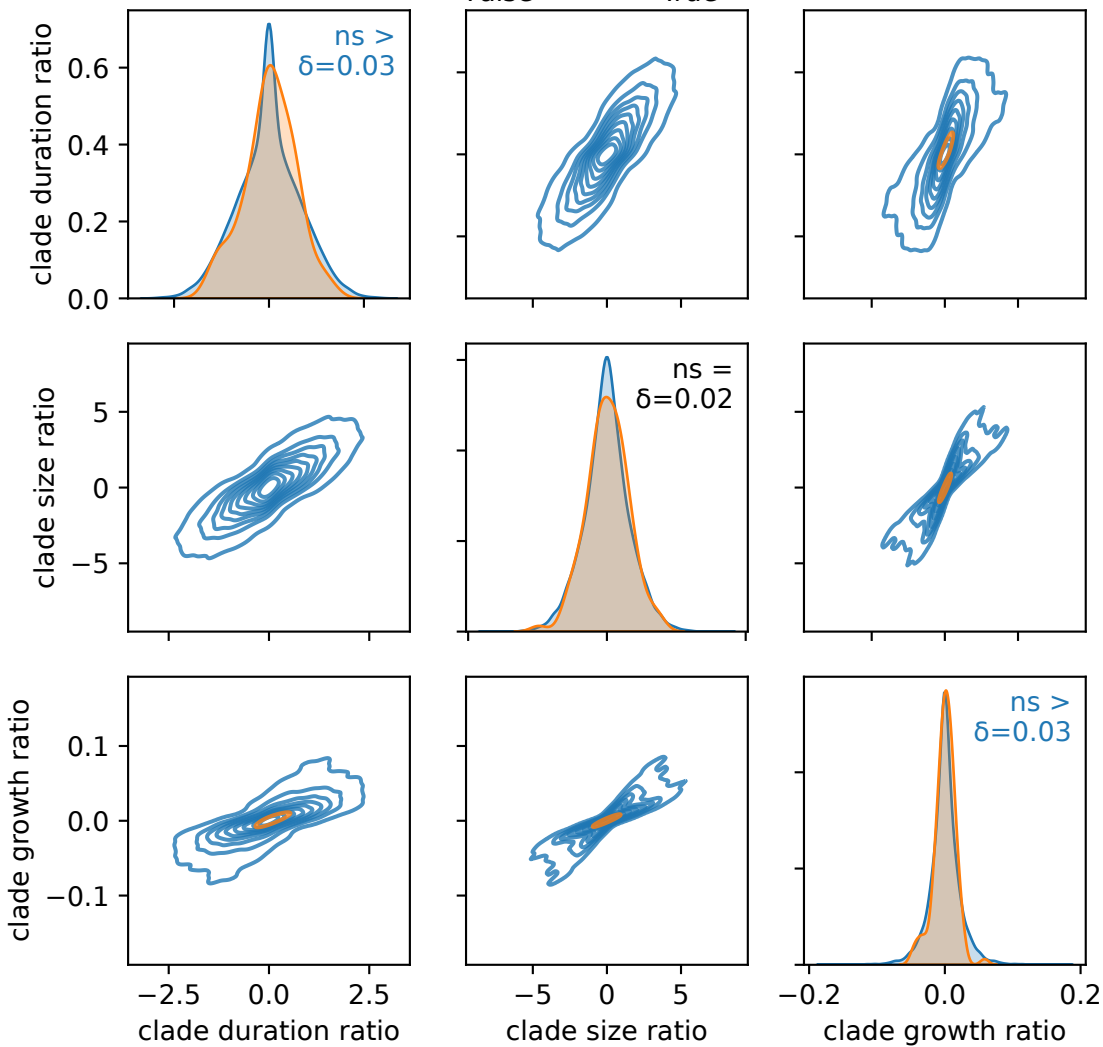 clade duration ratio
0.6
0.4
0.2
0.0
ns >
δ=0.03
clade size ratio
5
0
−5
ns =
δ=0.02
clade growth ratio
0.1
0.0
−0.1
ns >
δ=0.03
−2.5 0.0 2.5
−5 0 5
−0.2 0.0 0.2
clade duration ratio
clade size ratio
clade growth ratio